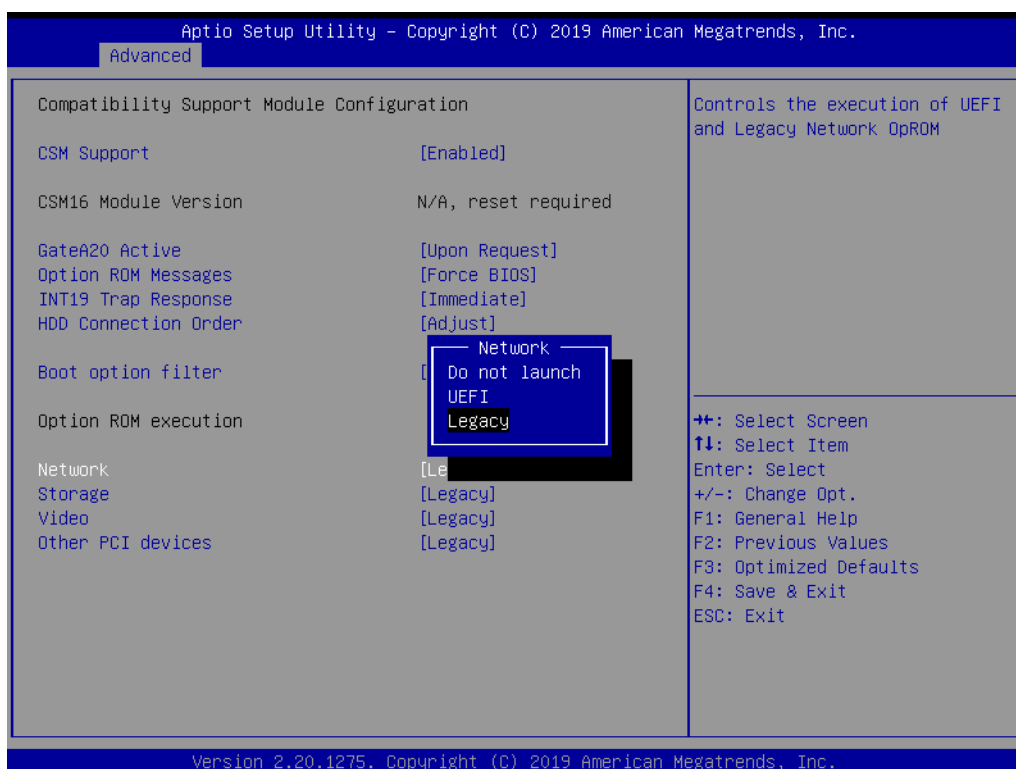 Aptio Setup Utility – Copyright (C) 2019 American Megatrends, Inc.
Advanced
Compatibility Support Module Configuration
CSM Support [Enabled]
CSM16 Module Version N/A, reset required
GateA20 Active [Upon Request]
Option ROM Messages [Force BIOS]
INT19 Trap Response [Immediate]
HDD Connection Order [Adjust]
Boot option filter [
Option ROM execution
Network [Le
Storage [Legacy]
Video [Legacy]
Other PCI devices [Legacy]
Network
Do not launch
UEFI
Legacy
Controls the execution of UEFI
and Legacy Network OpROM
→←: Select Screen
↑↓: Select Item
Enter: Select
+/-: Change Opt.
F1: General Help
F2: Previous Values
F3: Optimized Defaults
F4: Save & Exit
ESC: Exit
Version 2.20.1275. Copyright (C) 2019 American Megatrends, Inc.